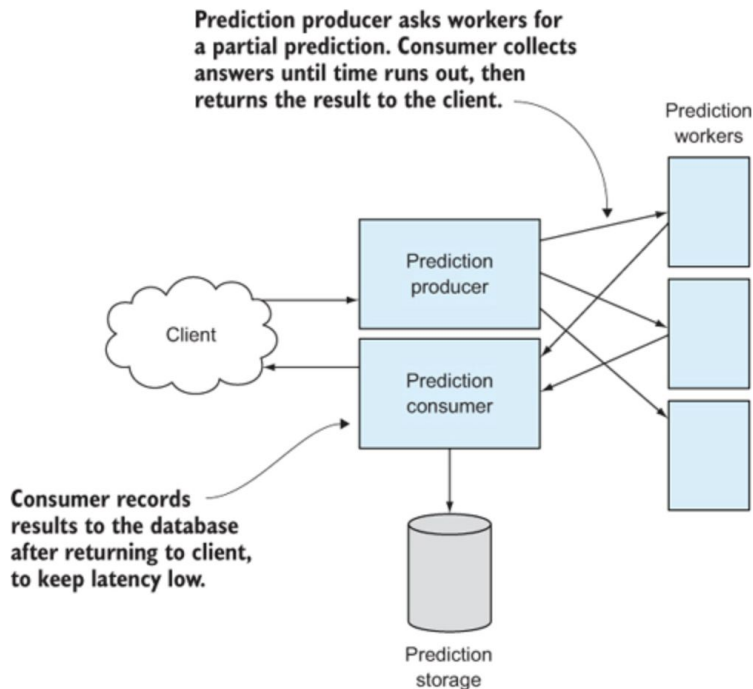 Prediction producer asks workers for
a partial prediction. Consumer collects
answers until time runs out, then
returns the result to the client.
Prediction
workers
Prediction
producer
Client
Prediction
consumer
Consumer records
results to the database
after returning to client,
to keep latency low.
Prediction
storage